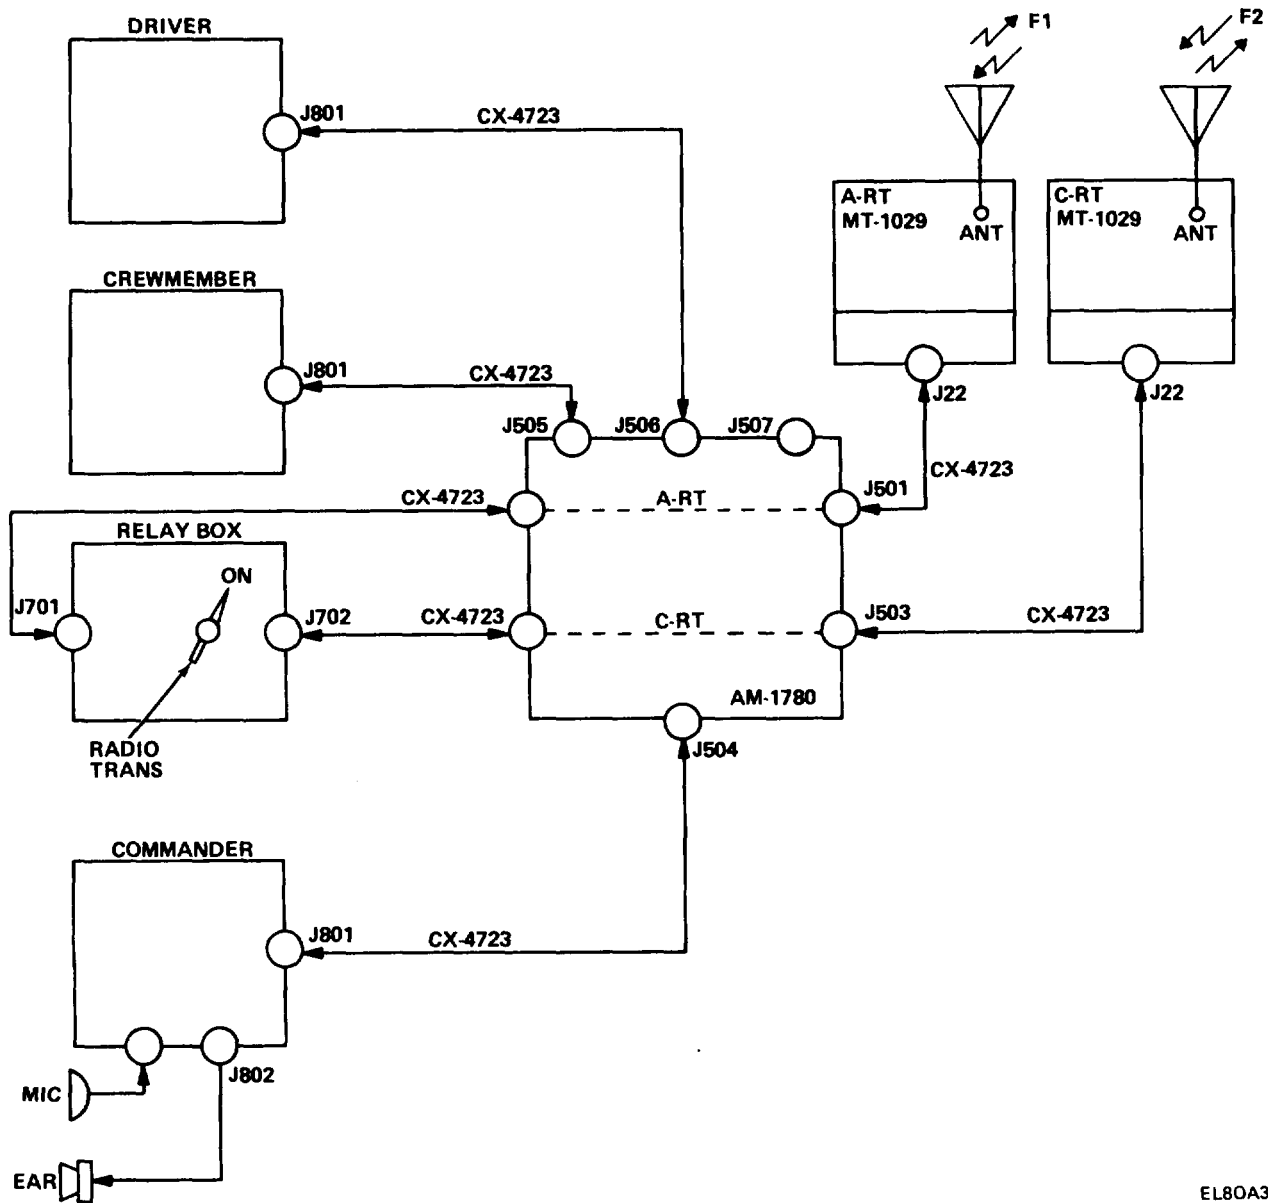 DRIVER
J801
CX-4723
F1
F2
A-RT
MT-1029
ANT
C-RT
MT-1029
ANT
CREWMEMBER
J801
CX-4723
J22
J22
J505
J506
J507
CX-4723
CX-4723
A-RT
J501
RELAY BOX
ON
J701
J702
CX-4723
C-RT
J503
CX-4723
AM-1780
RADIO
TRANS
J504
COMMANDER
J801
CX-4723
MIC
J802
EAR
EL8OA3